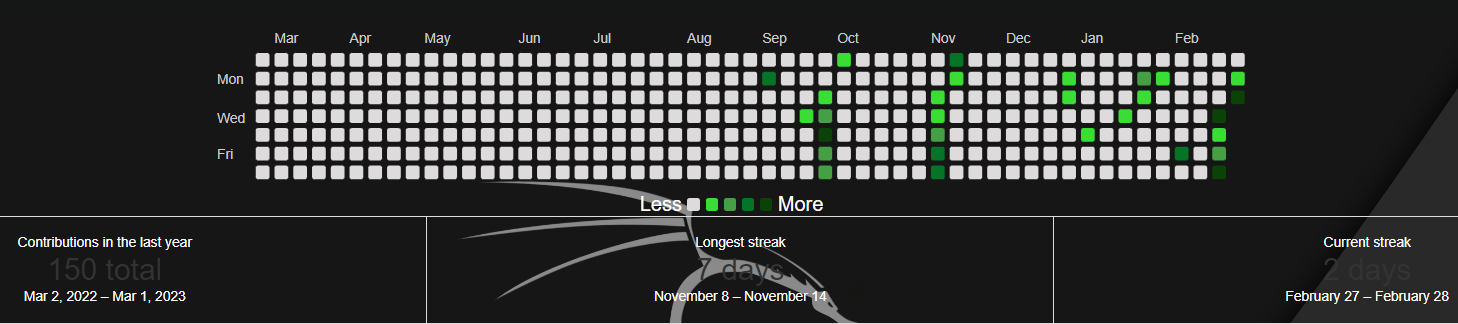 Mar Apr May Jun Jul Aug Sep Oct Nov Dec Jan Feb
Mon
Wed
Fri
Less More
Contributions in the last year
150 total
Mar 2, 2022 – Mar 1, 2023
Longest streak
7 days
November 8 – November 14
Current streak
2 days
February 27 – February 28